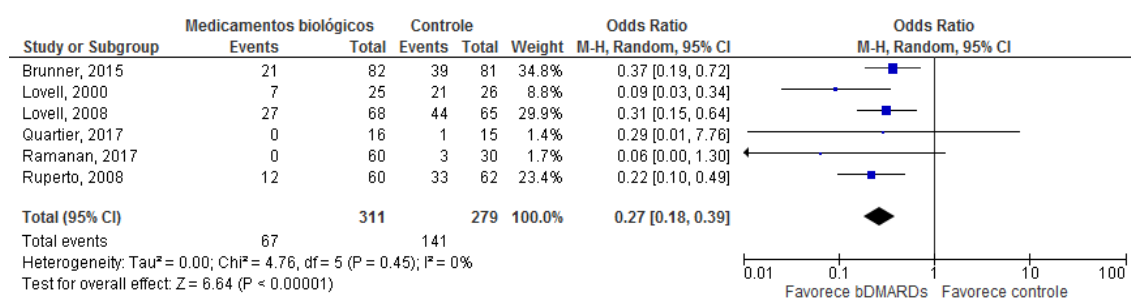 Medicamentos biológicos Controle Odds Ratio Odds Ratio
Study or Subgroup Events Total Events Total Weight M-H, Random, 95% CI M-H, Random, 95% CI
Brunner, 2015 21 82 39 81 34.8% 0.37 [0.19, 0.72]
Lovell, 2000 7 25 21 26 8.8% 0.09 [0.03, 0.34]
Lovell, 2008 27 68 44 65 29.9% 0.31 [0.15, 0.64]
Quartier, 2017 0 16 1 15 1.4% 0.29 [0.01, 7.76]
Ramanan, 2017 0 60 3 30 1.7% 0.06 [0.00, 1.30]
Ruperto, 2008 12 60 33 62 23.4% 0.22 [0.10, 0.49]
Total (95% CI) 311 279 100.0% 0.27 [0.18, 0.39]
Total events 67 141
Heterogeneity: Tau² = 0.00; Chi² = 4.76, df = 5 (P = 0.45); I² = 0%
Test for overall effect: Z = 6.64 (P < 0.00001)
0.01 0.1 1 10 100
Favorece bDMARDs Favorece controle